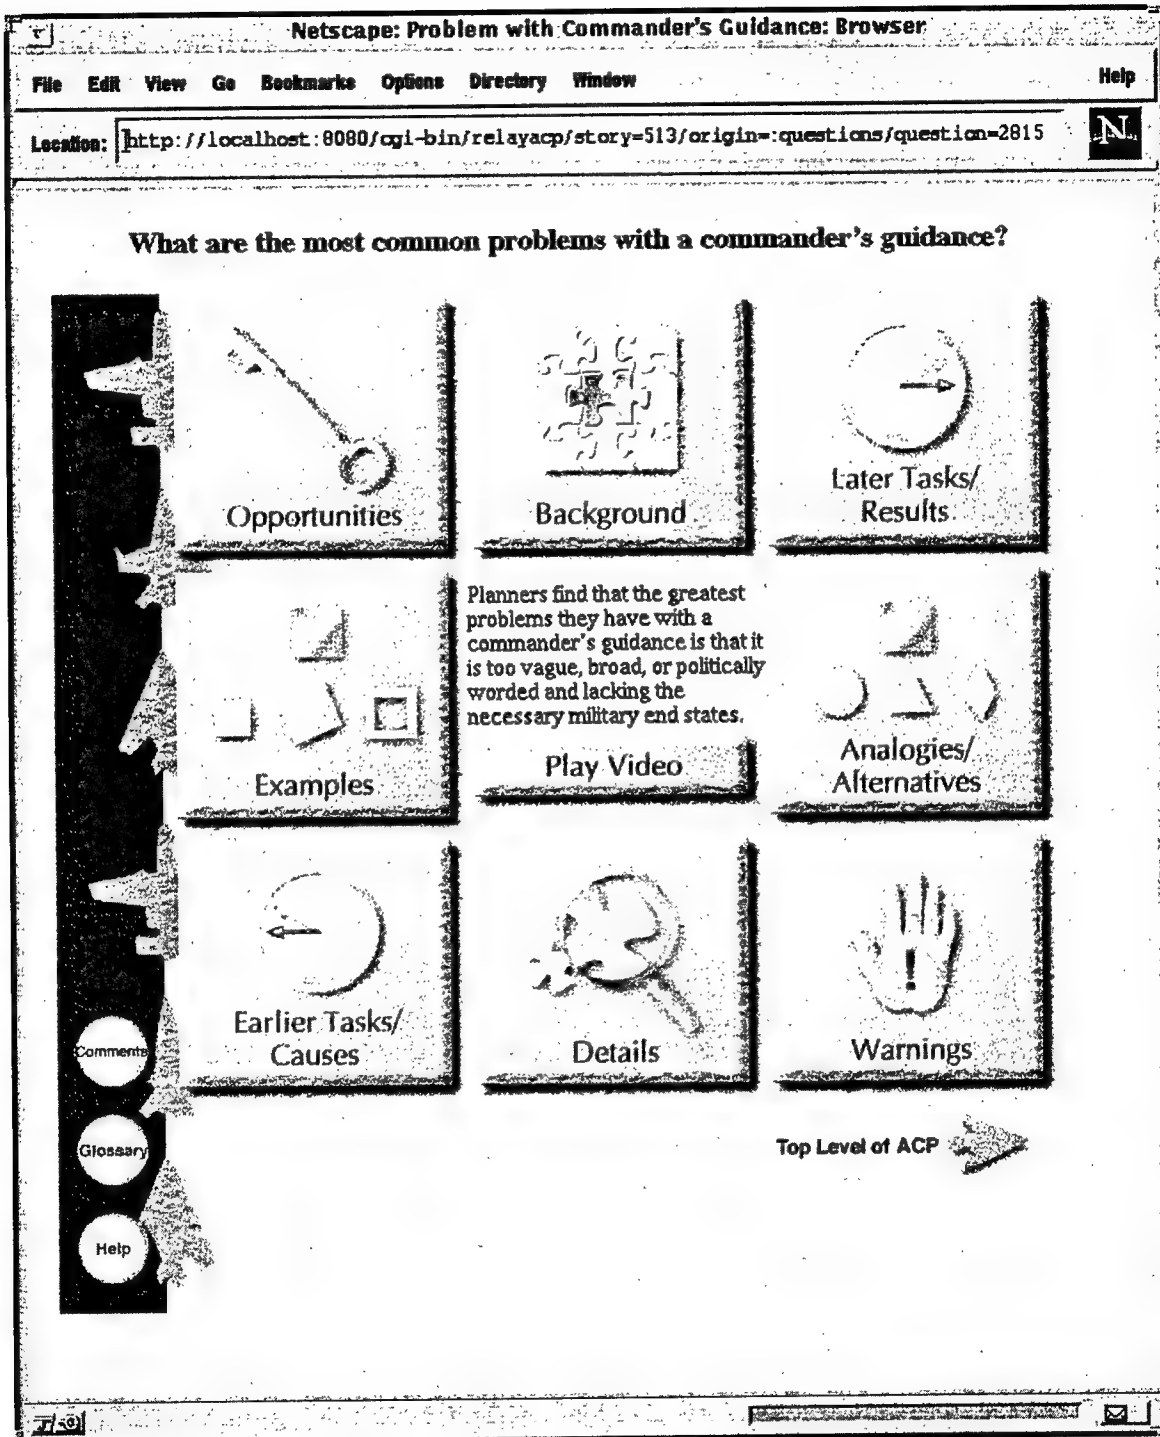 Netscape: Problem with Commander's Guidance: Browser
File Edit View Go Bookmarks Options Directory Window Help
Location: http://localhost:8080/cgi-bin/relayacp/story=513/origin=:questions/question=2815
N
What are the most common problems with a commander's guidance?
Opportunities
Background
Later Tasks/
Results
Examples
Planners find that the greatest
problems they have with a
commander's guidance is that it
is too vague, broad, or politically
worded and lacking the
necessary military end states.
Play Video
Analogies/
Alternatives
Earlier Tasks/
Causes
Details
Warnings
Comments
Glossary
Help
Top Level of ACP